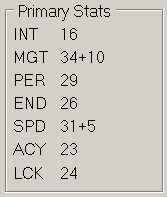 Primary Stats
INT 16
MGT 34+10
PER 29
END 26
SPD 31+5
ACY 23
LCK 24